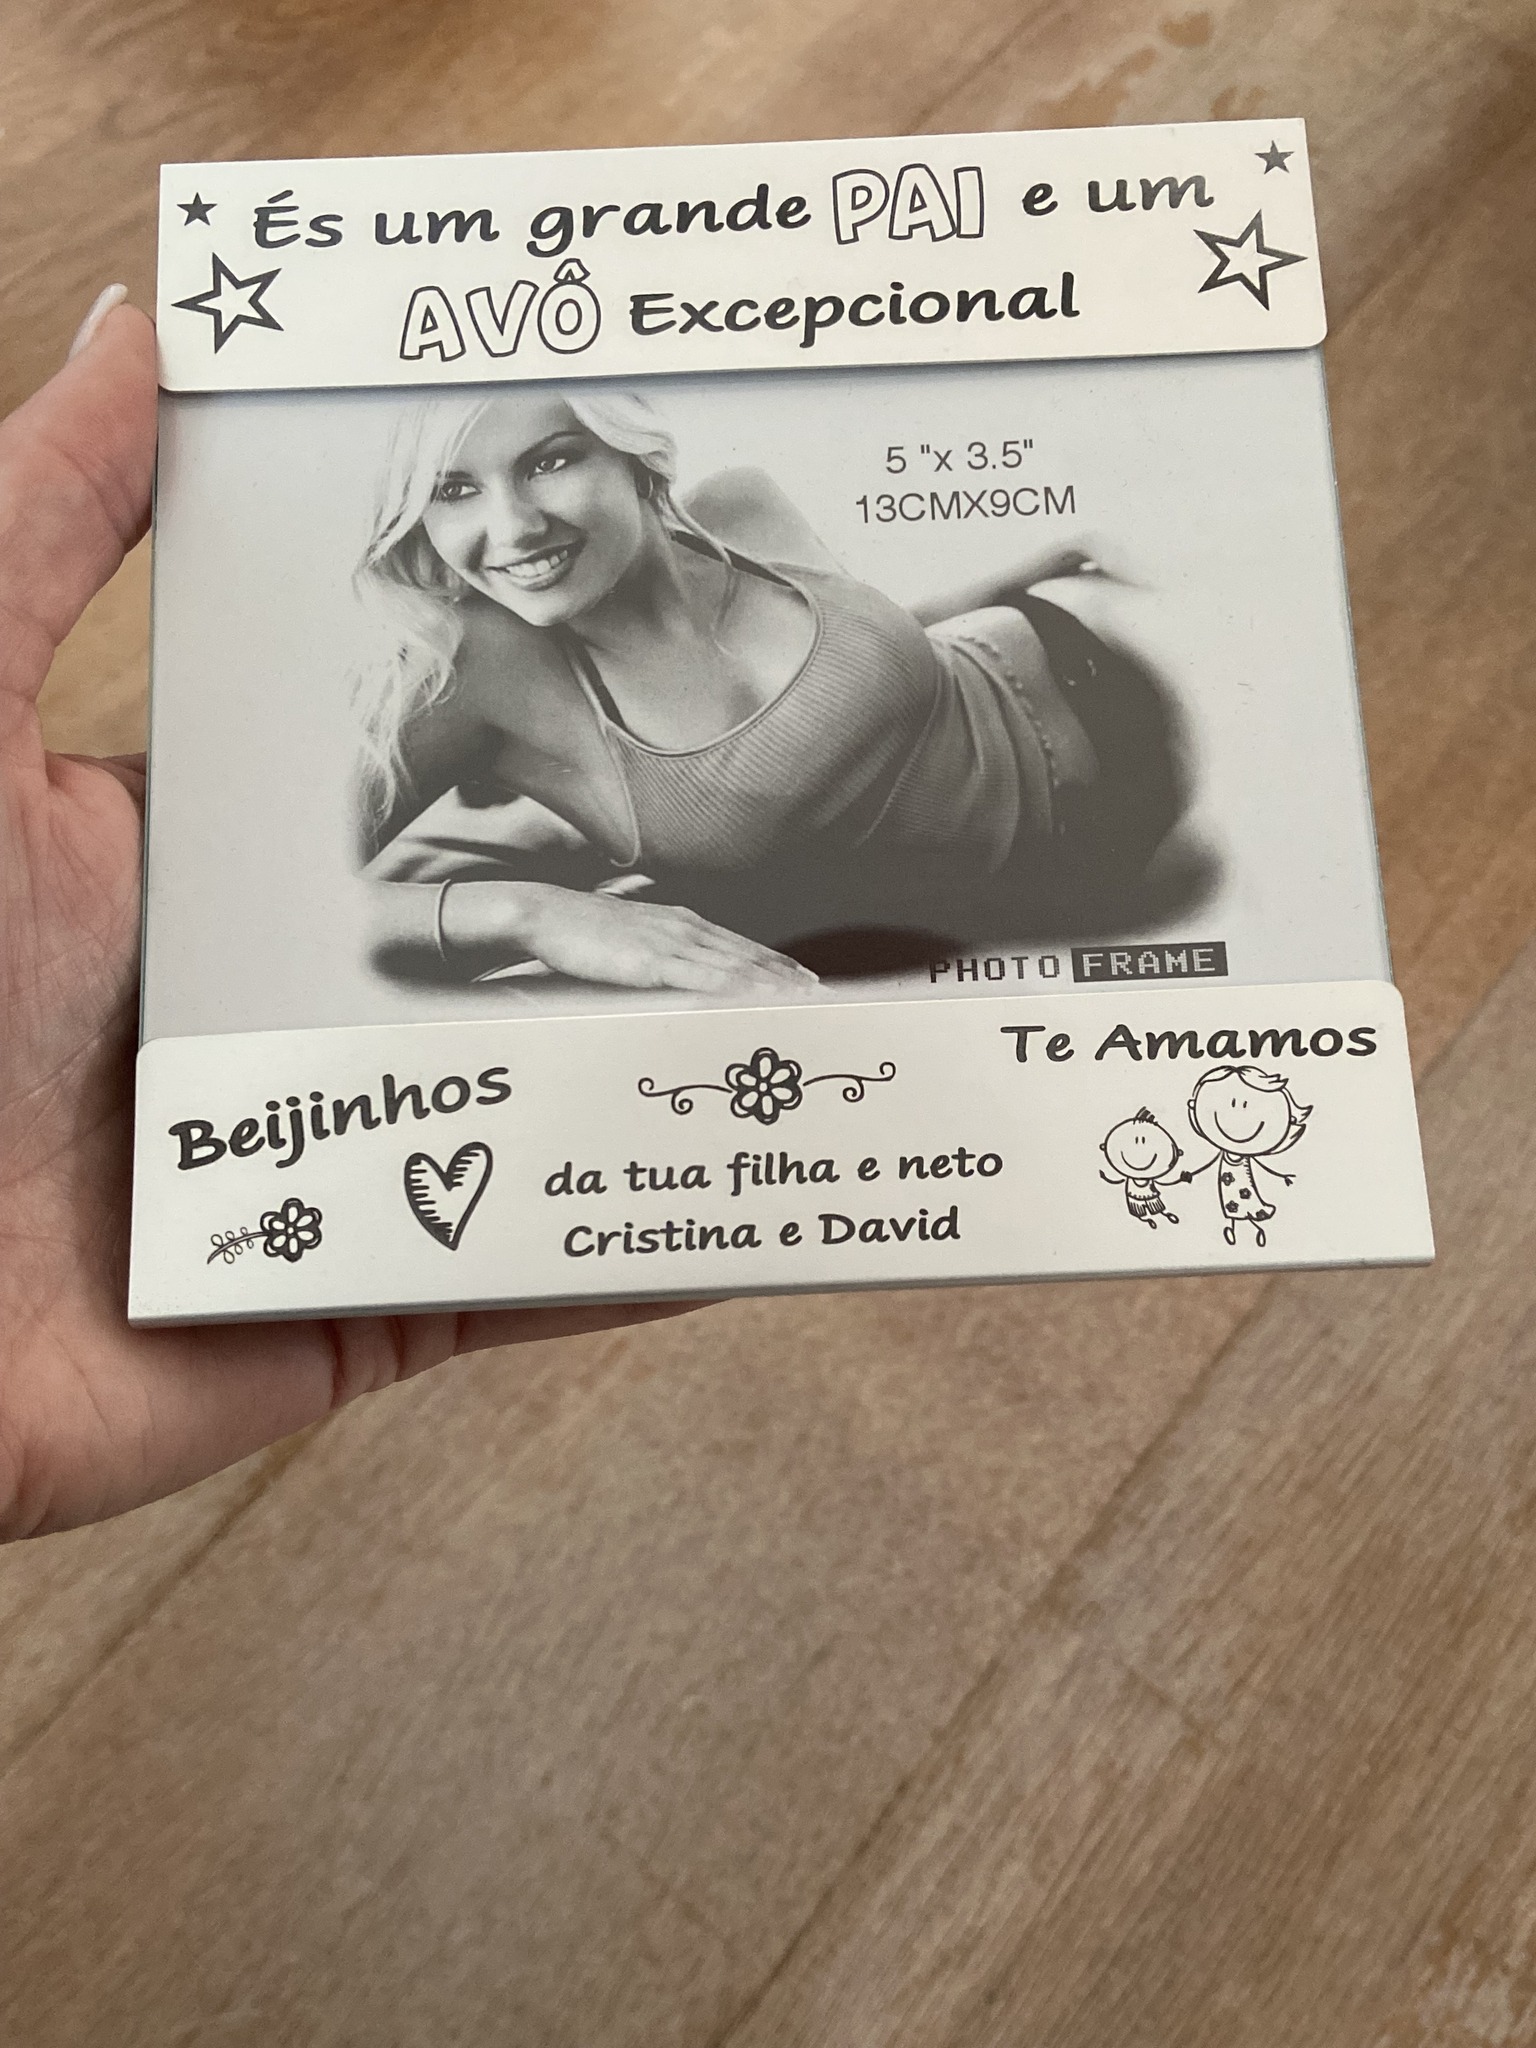 És um grande PAI e um
AVÔ Excepcional
5 "x 3.5"
13CMX9CM
PHOTO FRAME
Te Amamos
Beijinhos
da tua filha e neto
Cristina e David